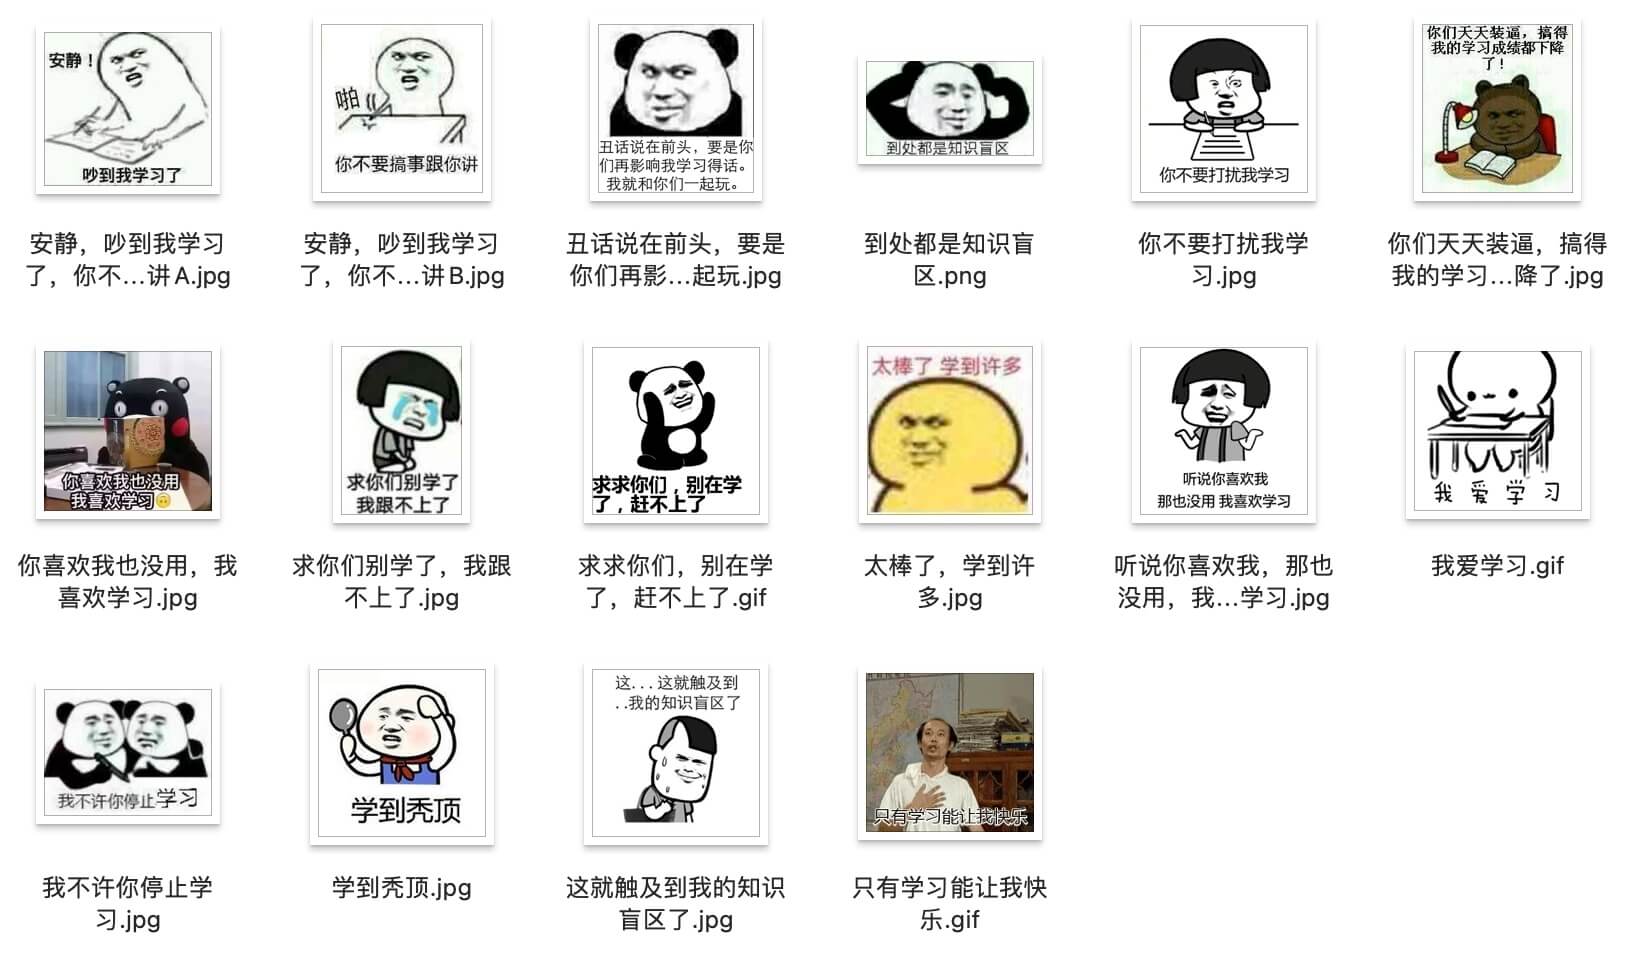 安静！
吵到我学习了
啪
你不要搞事跟你讲
丑话说在前头，要是你
们再影响我学习得话。
我就和你们一起玩。
到处都是知识盲区
你不要打扰我学习
你们天天装逼，搞得
我的学习成绩都下降
了！
安静，吵到我学习
了，你不...讲A.jpg
安静，吵到我学习
了，你不...讲B.jpg
丑话说在前头，要是
你们再影...起玩.jpg
到处都是知识盲
区.png
你不要打扰我学
习.jpg
你们天天装逼，搞得
我的学习...降了.jpg
你喜欢我也没用
我喜欢学习
求你们别学了
我跟不上了
求求你们，别在学
了，赶不上了
太棒了 学到许多
听说你喜欢我
那也没用 我喜欢学习
我爱学习
你喜欢我也没用，我
喜欢学习.jpg
求你们别学了，我跟
不上了.jpg
求求你们，别在学
了，赶不上了.gif
太棒了，学到许
多.jpg
听说你喜欢我，那也
没用，我...学习.jpg
我爱学习.gif
我不许你停止学习
学到秃顶
这...这就触及到
..我的知识盲区了
只有学习能让我快乐
我不许你停止学
习.jpg
学到秃顶.jpg
这就触及到我的知识
盲区了.jpg
只有学习能让我快
乐.gif